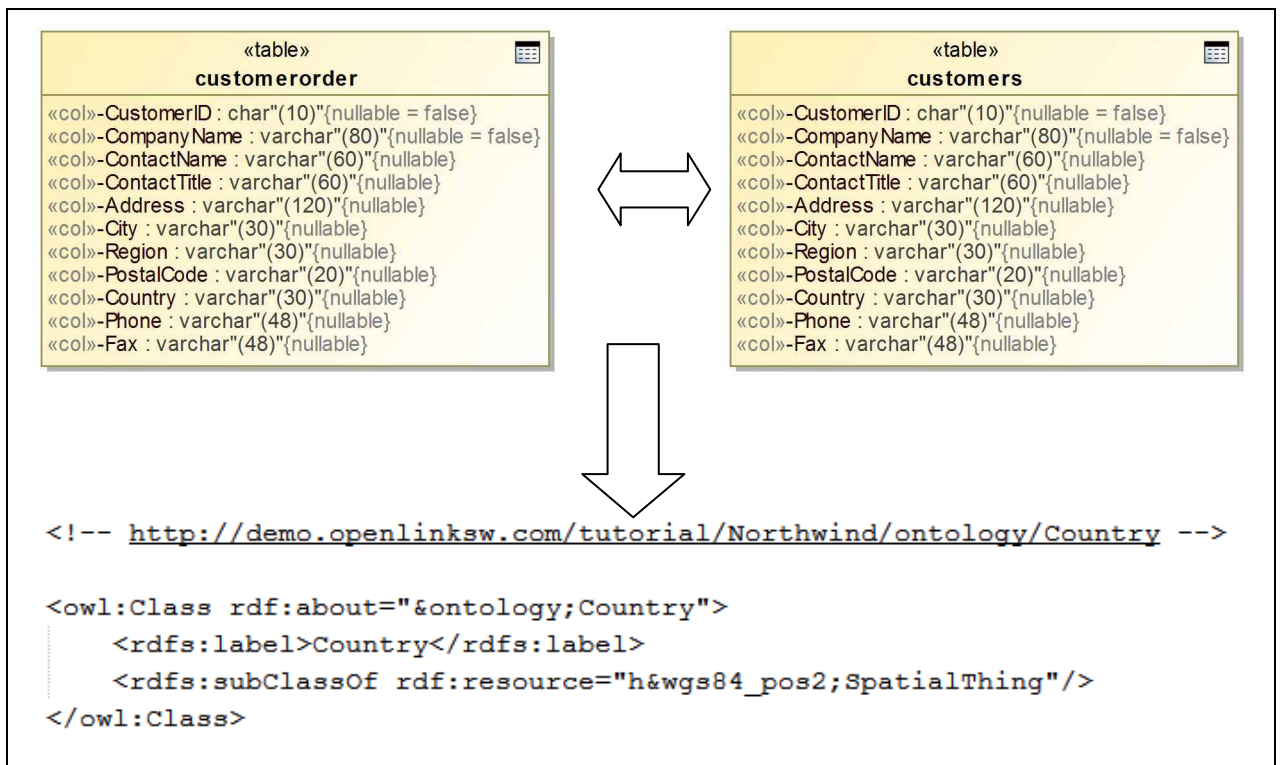 «table»
customerorder
«col»-CustomerID : char"(10)"{nullable = false}
«col»-CompanyName : varchar"(80)"{nullable = false}
«col»-ContactName : varchar"(60)"{nullable}
«col»-ContactTitle : varchar"(60)"{nullable}
«col»-Address : varchar"(120)"{nullable}
«col»-City : varchar"(30)"{nullable}
«col»-Region : varchar"(30)"{nullable}
«col»-PostalCode : varchar"(20)"{nullable}
«col»-Country : varchar"(30)"{nullable}
«col»-Phone : varchar"(48)"{nullable}
«col»-Fax : varchar"(48)"{nullable}
«table»
customers
«col»-CustomerID : char"(10)"{nullable = false}
«col»-CompanyName : varchar"(80)"{nullable = false}
«col»-ContactName : varchar"(60)"{nullable}
«col»-ContactTitle : varchar"(60)"{nullable}
«col»-Address : varchar"(120)"{nullable}
«col»-City : varchar"(30)"{nullable}
«col»-Region : varchar"(30)"{nullable}
«col»-PostalCode : varchar"(20)"{nullable}
«col»-Country : varchar"(30)"{nullable}
«col»-Phone : varchar"(48)"{nullable}
«col»-Fax : varchar"(48)"{nullable}
<!-- http://demo.openlinksw.com/tutorial/Northwind/ontology/Country -->
<owl:Class rdf:about="&ontology;Country">
<rdfs:label>Country</rdfs:label>
<rdfs:subClassOf rdf:resource="h&wgs84_pos2;SpatialThing"/>
</owl:Class>